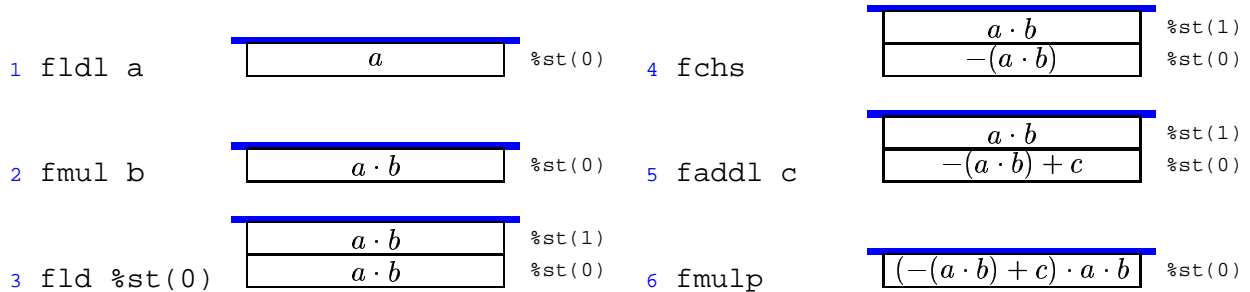 1 fldl a
a %st(0)
2 fmul b
a · b %st(0)
3 fld %st(0)
a · b %st(1)
a · b %st(0)
4 fchs
a · b %st(1)
−(a · b) %st(0)
5 faddl c
a · b %st(1)
−(a · b) + c %st(0)
6 fmulp
(−(a · b) + c) · a · b %st(0)